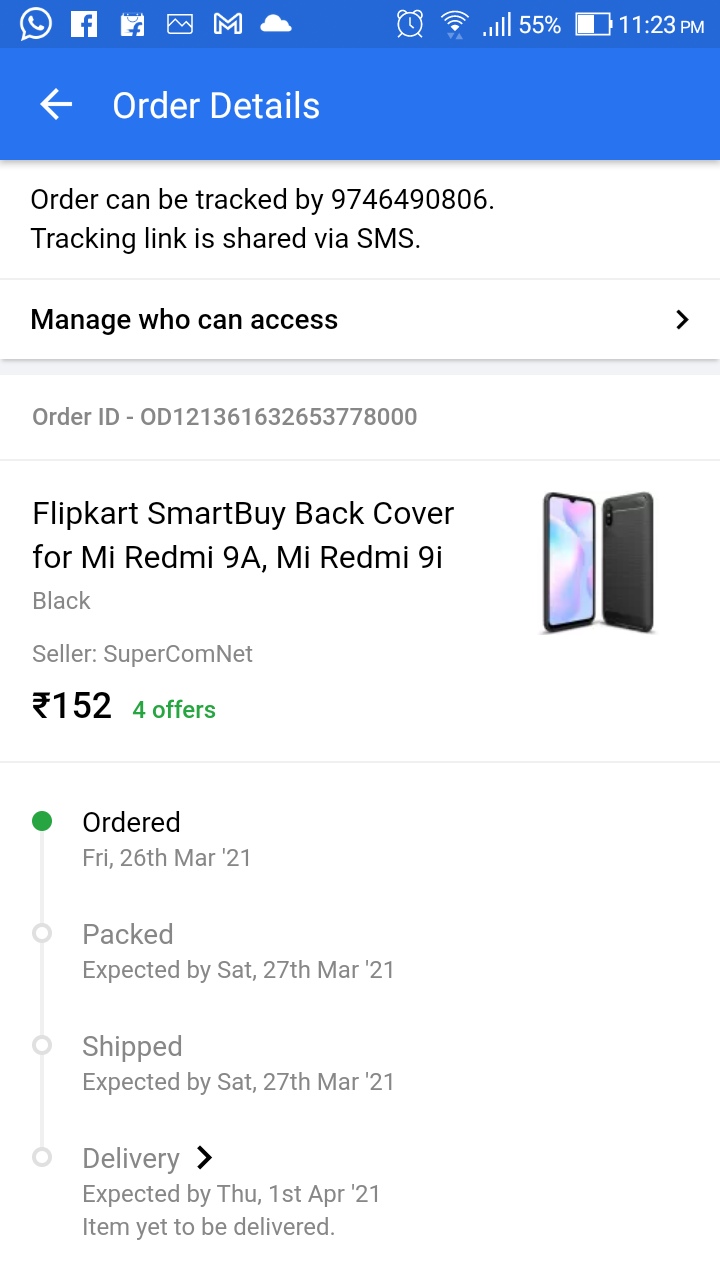 55% 11:23 PM
Order Details
Order can be tracked by 9746490806.
Tracking link is shared via SMS.
Manage who can access
Order ID - OD121361632653778000
Flipkart SmartBuy Back Cover
for Mi Redmi 9A, Mi Redmi 9i
Black
Seller: SuperComNet
₹152 4 offers
Ordered
Fri, 26th Mar '21
Packed
Expected by Sat, 27th Mar '21
Shipped
Expected by Sat, 27th Mar '21
Delivery
Expected by Thu, 1st Apr '21
Item yet to be delivered.